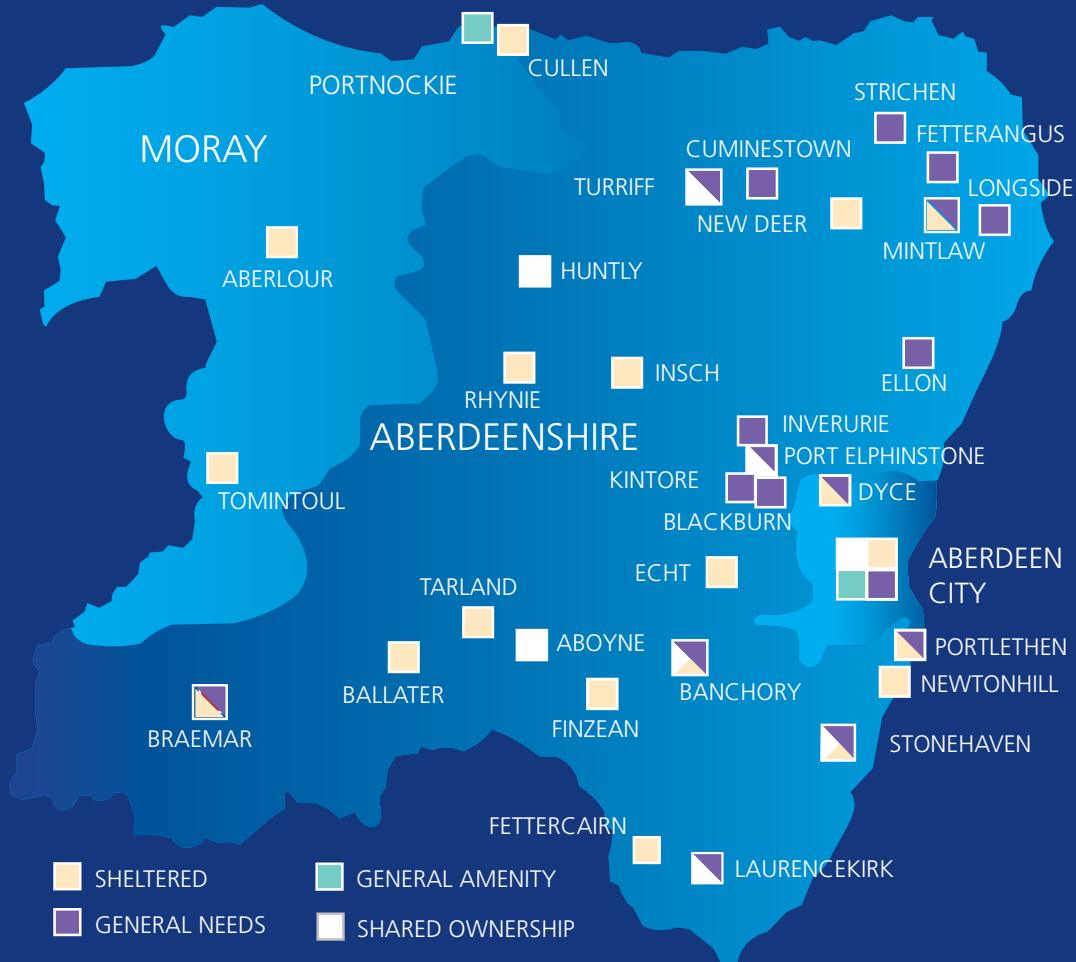 CULLEN
PORTNOCKIE
STRICHEN
MORAY
FETTERANGUS
CUMINESTOWN
TURRIFF
LONGSIDE
NEW DEER
MINTLAW
HUNTLY
ABERLOUR
INSCH
ELLON
RHYNIE
INVERURIE
ABERDEENSHIRE
PORT ELPHINSTONE
KINTORE
DYCE
TOMINTOUL
BLACKBURN
ABERDEEN
CITY
ECHT
TARLAND
ABOYNE
PORTLETHEN
BALLATER
BANCHORY
NEWTONHILL
FINZEAN
BRAEMAR
STONEHAVEN
FETTERCAIRN
LAURENCEKIRK
SHELTERED
GENERAL AMENITY
GENERAL NEEDS
SHARED OWNERSHIP